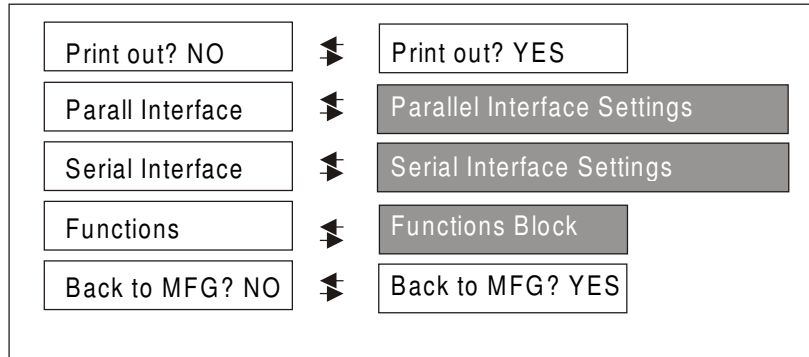 Print out? NO
Print out? YES
Parall Interface
Parallel Interface Settings
Serial Interface
Serial Interface Settings
Functions
Functions Block
Back to MFG? NO
Back to MFG? YES